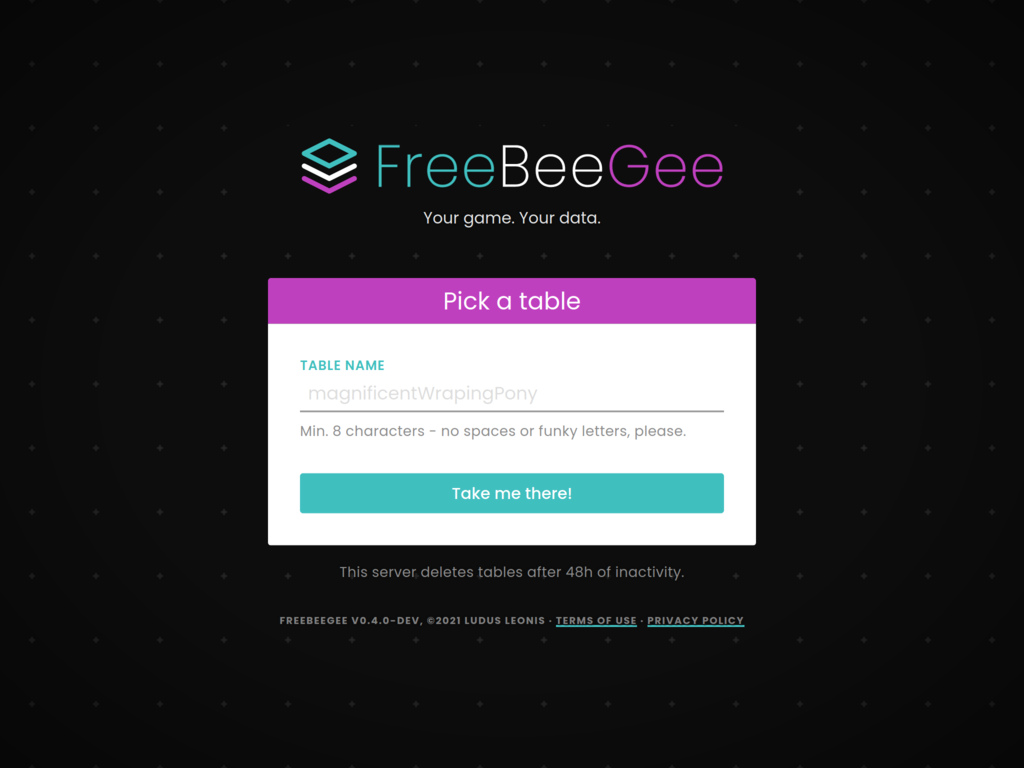 FreeBeeGee
Your game. Your data.
Pick a table
TABLE NAME
magnificentWrapingPony
Min. 8 characters - no spaces or funky letters, please.
Take me there!
This server deletes tables after 48h of inactivity.
FREEBEEGEE V0.4.0-DEV, ©2021 LUDUS LEONIS · TERMS OF USE · PRIVACY POLICY